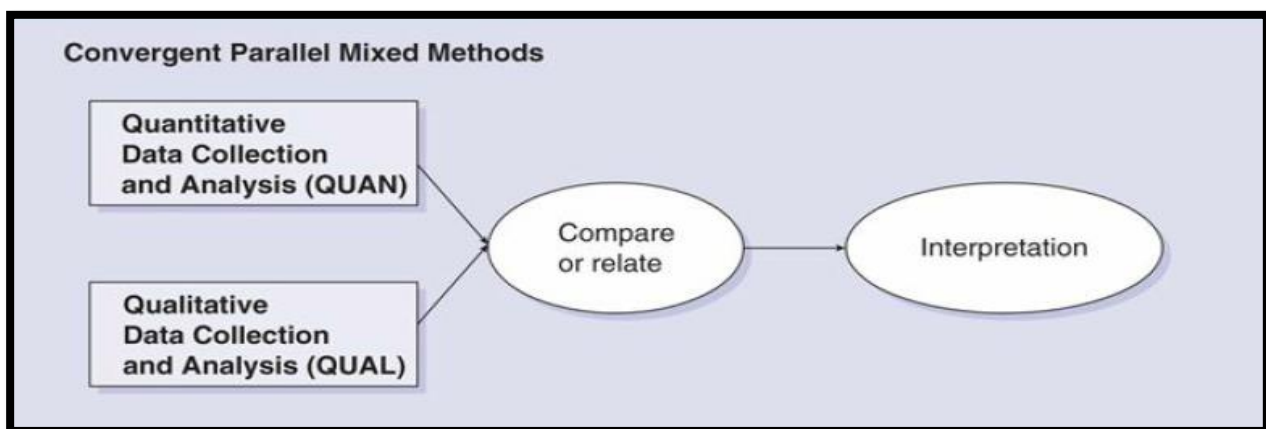 Convergent Parallel Mixed Methods
Quantitative
Data Collection
and Analysis (QUAN)
Compare
or relate
Interpretation
Qualitative
Data Collection
and Analysis (QUAL)